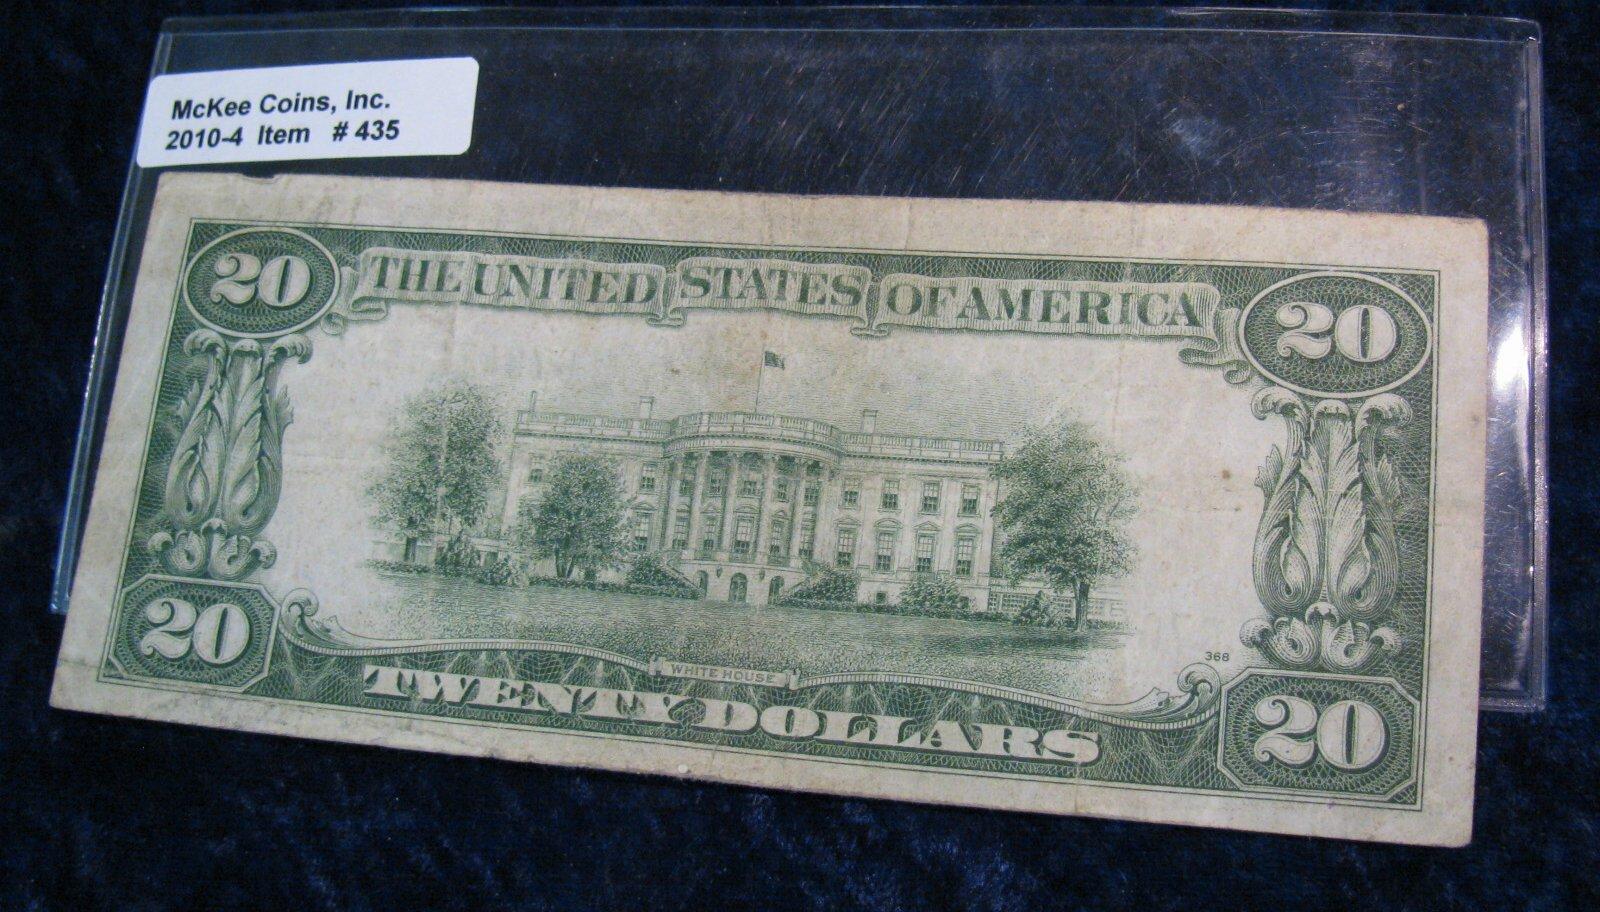 McKee Coins, Inc.
2010-4 Item # 435
20 THE UNITED STATES OF AMERICA 20
WHITE HOUSE
368
20 TWENTY DOLLARS 20